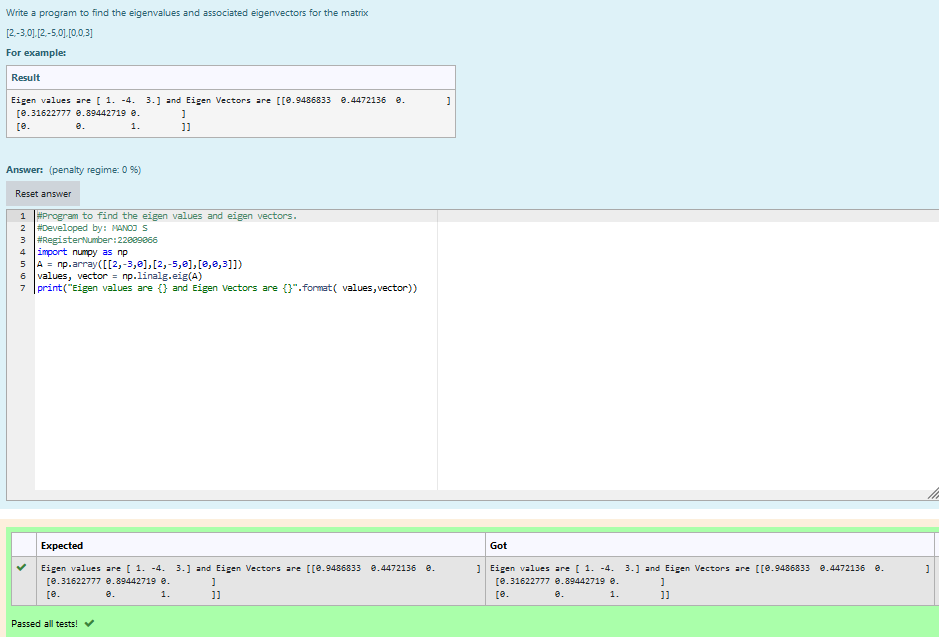 Write a program to find the eigenvalues and associated eigenvectors for the matrix
[2,-3,0],[2,-5,0],[0,0,3]
For example:
Result
Eigen values are [ 1. -4.  3.] and Eigen Vectors are [[0.9486833  0.4472136  0.        ]
 [0.31622777 0.89442719 0.        ]
 [0.         0.         1.        ]]
Answer: (penalty regime: 0 %)
Reset answer
1 #Program to find the eigen values and eigen vectors.
2 #Developed by: MANOJ S
3 #RegisterNumber:22009066
4 import numpy as np
5 A = np.array([[2,-3,0],[2,-5,0],[0,0,3]])
6 values, vector = np.linalg.eig(A)
7 print("Eigen values are {} and Eigen Vectors are {}".format( values,vector))
Expected Got
Eigen values are [ 1. -4.  3.] and Eigen Vectors are [[0.9486833  0.4472136  0.        ] Eigen values are [ 1. -4.  3.] and Eigen Vectors are [[0.9486833  0.4472136  0.        ]
 [0.31622777 0.89442719 0.        ] [0.31622777 0.89442719 0.        ]
 [0.         0.         1.        ]] [0.         0.         1.        ]]
Passed all tests!